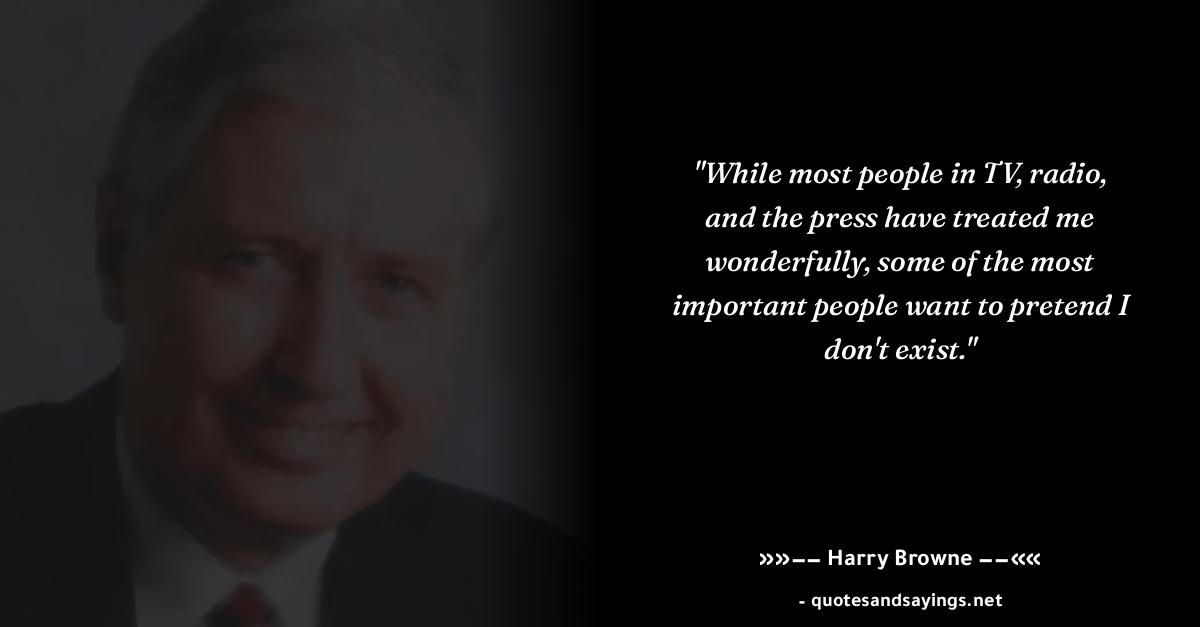 "While most people in TV, radio,
and the press have treated me
wonderfully, some of the most
important people want to pretend I
don't exist."
»»−− Harry Browne −−««
- quotesandsayings.net